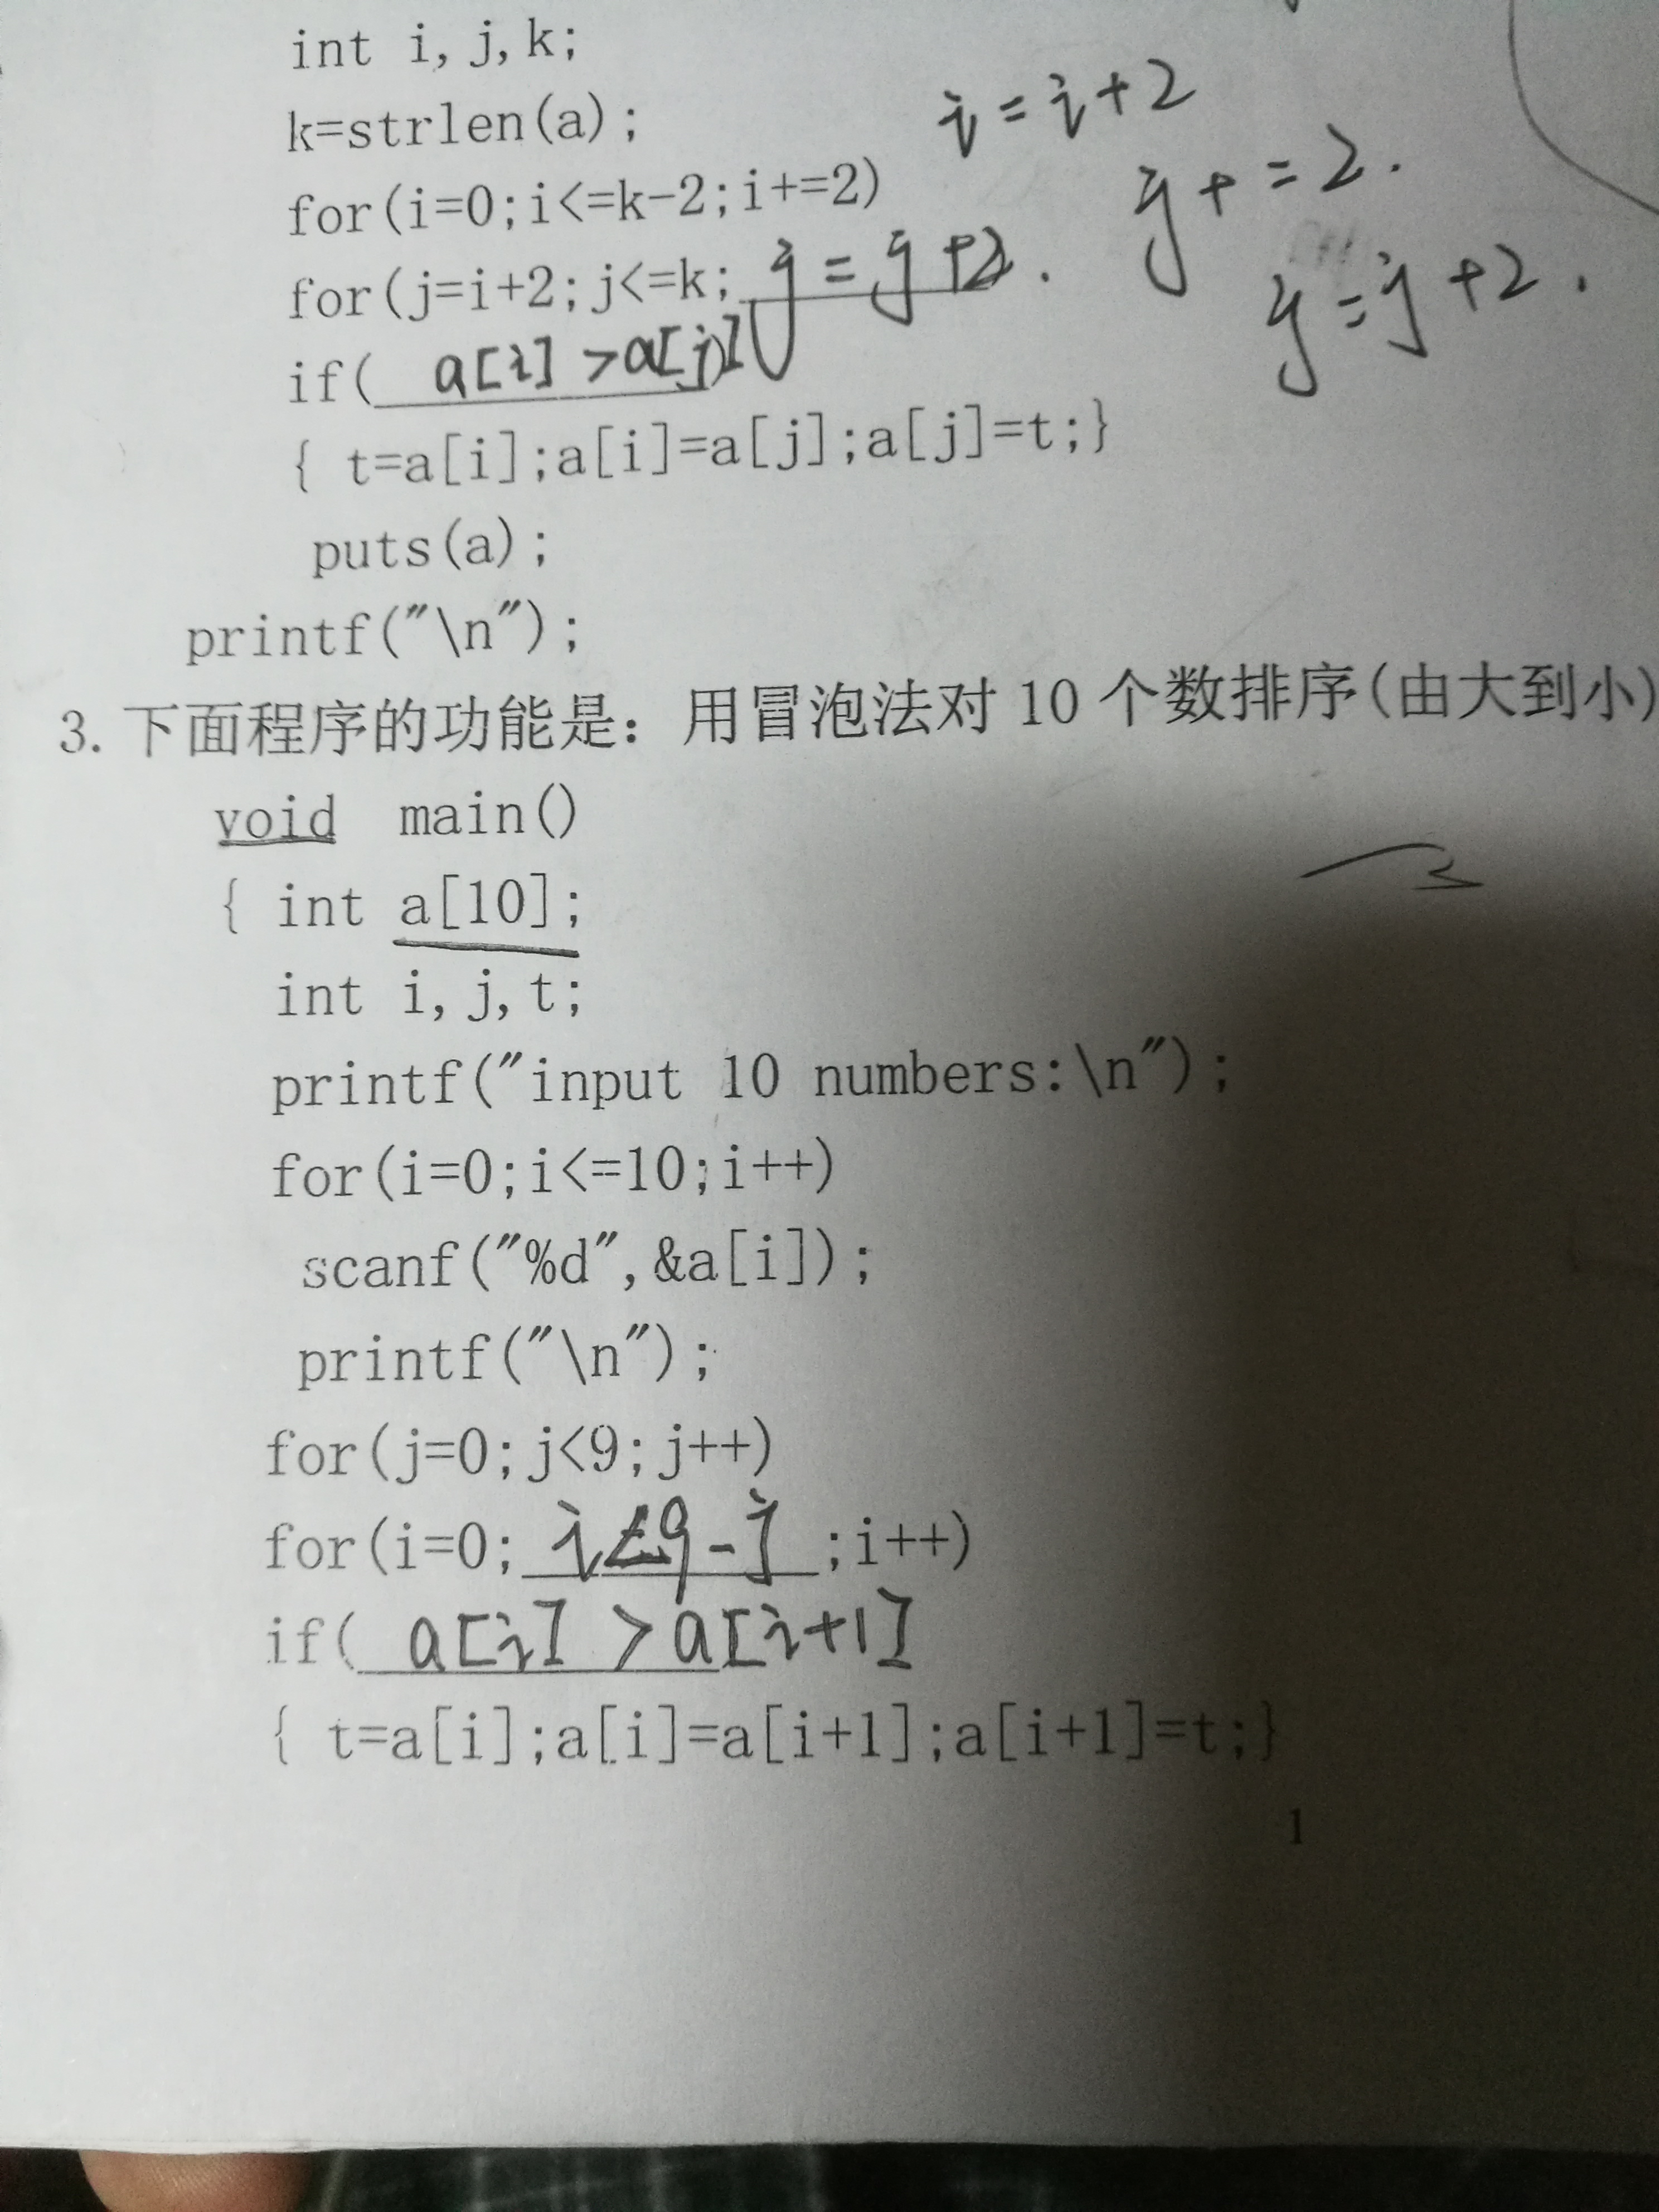 int i,j,k;
k=strlen(a);
i=i+2
for(i=0;i<=k-2;i+=2)
j+=2.
for(j=i+2;j<=k; j=j+2.
j=j+2.
if( a[i]>a[j])
{ t=a[i];a[i]=a[j];a[j]=t;}
puts(a);
printf("\n");
3. 下面程序的功能是：用冒泡法对 10 个数排序(由大到小)
void main()
{ int a[10];
int i,j,t;
printf("input 10 numbers:\n");
for(i=0;i<=10;i++)
scanf("%d",&a[i]);
printf("\n");
for(j=0;j<9;j++)
for(i=0; i<9-j ;i++)
if( a[i] >a[i+1]
{ t=a[i];a[i]=a[i+1];a[i+1]=t;}
1